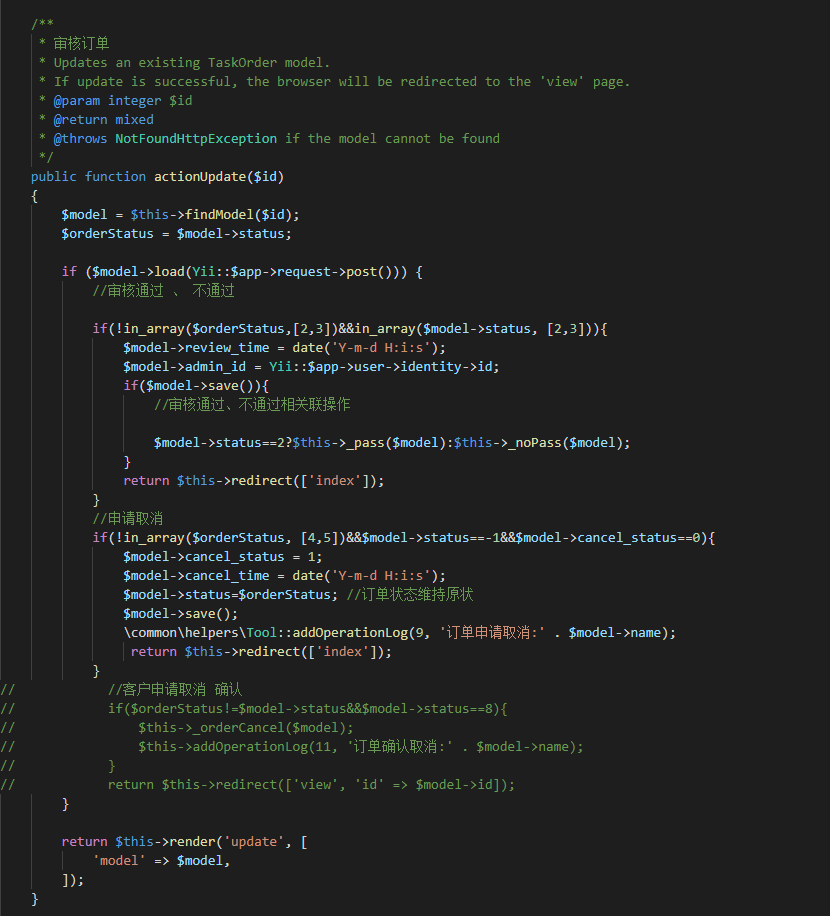 /**
 * 审核订单
 * Updates an existing TaskOrder model.
 * If update is successful, the browser will be redirected to the 'view' page.
 * @param integer $id
 * @return mixed
 * @throws NotFoundHttpException if the model cannot be found
 */
public function actionUpdate($id)
{
    $model = $this->findModel($id);
    $orderStatus = $model->status;

    if ($model->load(Yii::$app->request->post())) {
        //审核通过 、 不通过

        if(!in_array($orderStatus,[2,3])&&in_array($model->status, [2,3])){
            $model->review_time = date('Y-m-d H:i:s');
            $model->admin_id = Yii::$app->user->identity->id;
            if($model->save()){
                //审核通过、不通过相关联操作

                $model->status==2?$this->_pass($model):$this->_noPass($model);
            }
            return $this->redirect(['index']);
        }
        //申请取消
        if(!in_array($orderStatus, [4,5])&&$model->status==-1&&$model->cancel_status==0){
            $model->cancel_status = 1;
            $model->cancel_time = date('Y-m-d H:i:s');
            $model->status=$orderStatus; //订单状态维持原状
            $model->save();
            \common\helpers\Tool::addOperationLog(9, '订单申请取消:' . $model->name);
             return $this->redirect(['index']);
        }
//            //客户申请取消 确认
//            if($orderStatus!=$model->status&&$model->status==8){
//                $this->_orderCancel($model);
//                $this->addOperationLog(11, '订单确认取消:' . $model->name);
//            }
//            return $this->redirect(['view', 'id' => $model->id]);
    }

    return $this->render('update', [
        'model' => $model,
    ]);
}